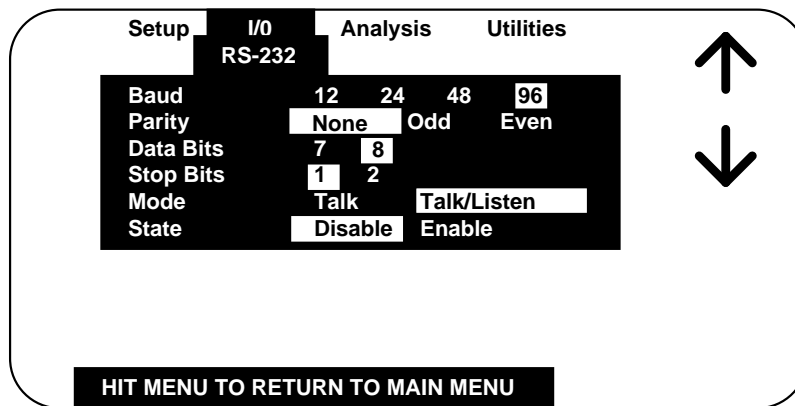 Setup I/0 Analysis Utilities
RS-232
Baud 12 24 48 96
Parity None Odd Even
Data Bits 7 8
Stop Bits 1 2
Mode Talk Talk/Listen
State Disable Enable
HIT MENU TO RETURN TO MAIN MENU